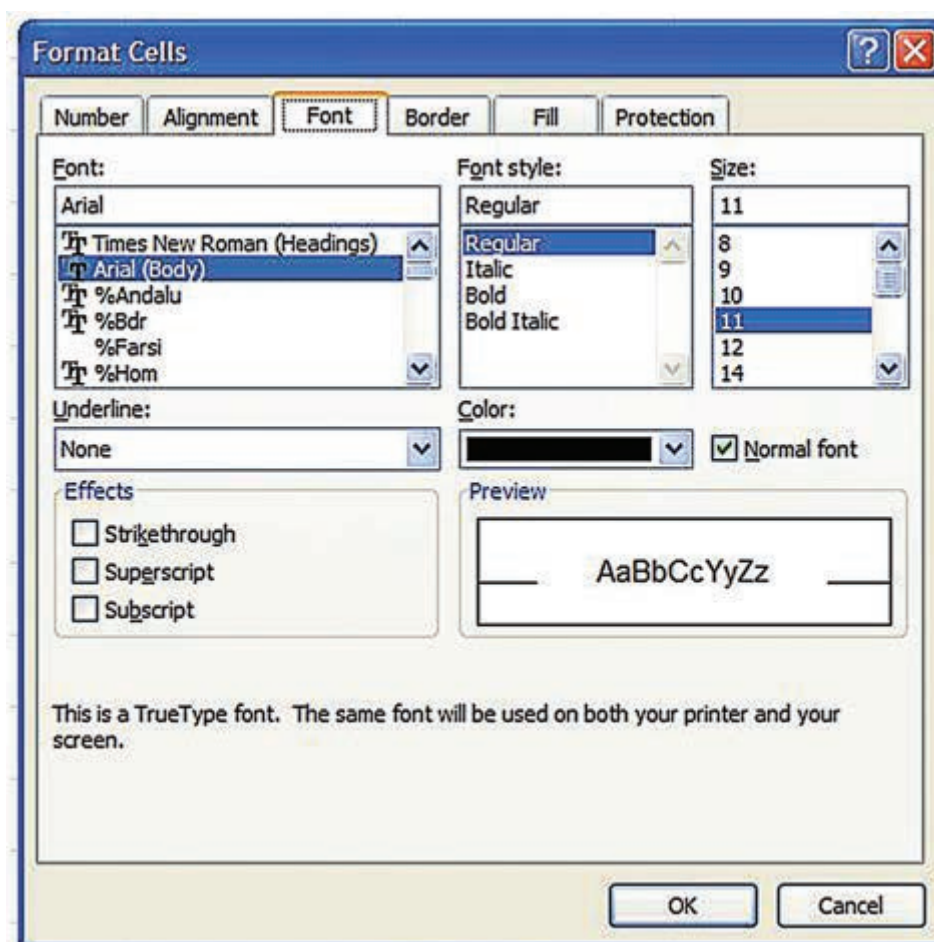 Format Cells
Number Alignment Font Border Fill Protection
Font: Font style: Size:
Arial Regular 11
Times New Roman (Headings) Regular 8
Arial (Body) Italic 9
%Andalu Bold 10
%Bdr Bold Italic 11
%Farsi 12
%Hom 14
Underline: Color:
None Normal font
Effects Preview
Strikethrough
Superscript AaBbCcYyZz
Subscript
This is a TrueType font. The same font will be used on both your printer and your
screen.
OK Cancel